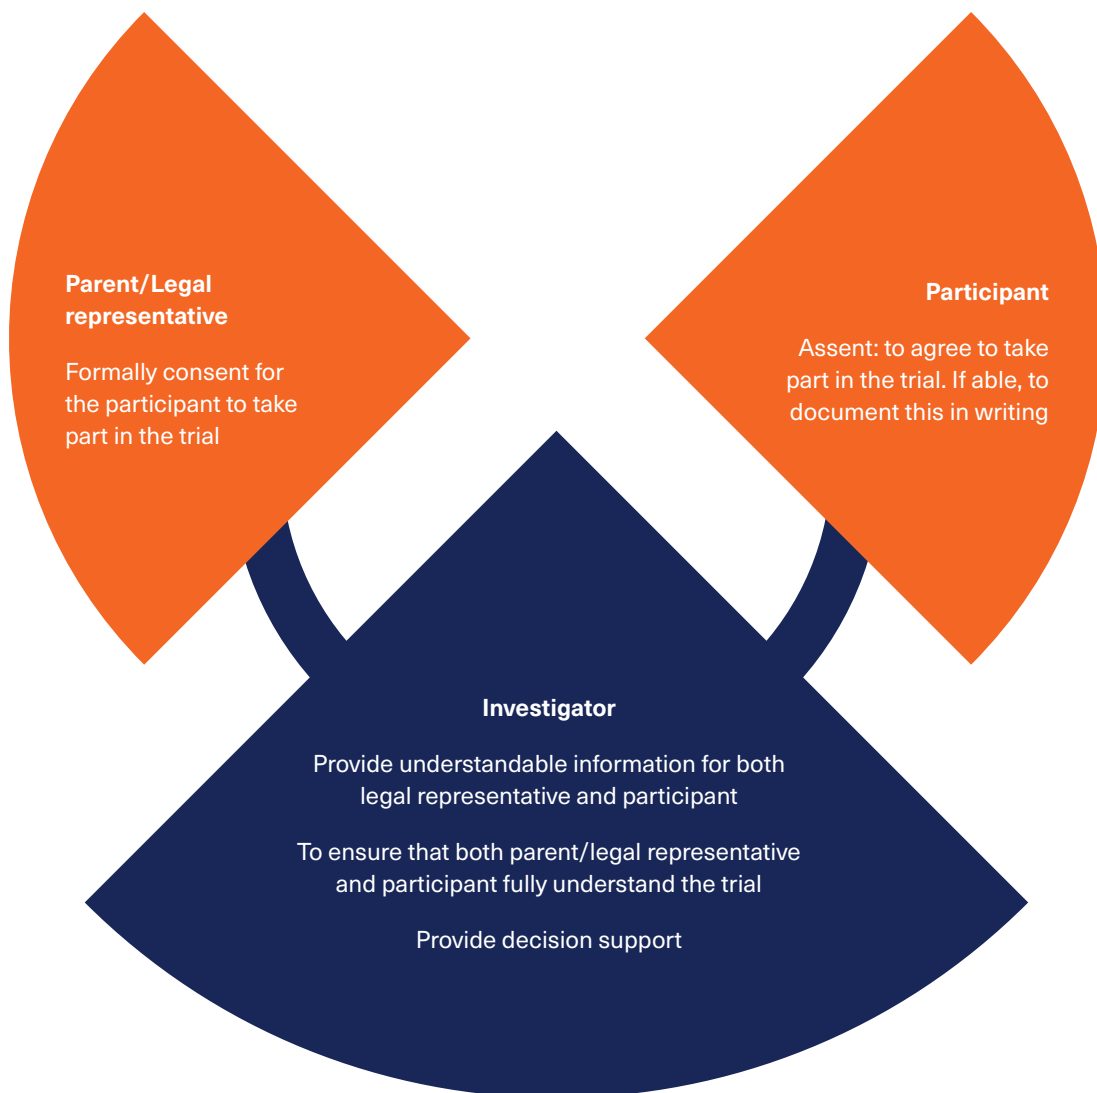 Parent/Legal
representative
Formally consent for
the participant to take
part in the trial
Participant
Assent: to agree to take
part in the trial. If able, to
document this in writing
Investigator
Provide understandable information for both
legal representative and participant
To ensure that both parent/legal representative
and participant fully understand the trial
Provide decision support